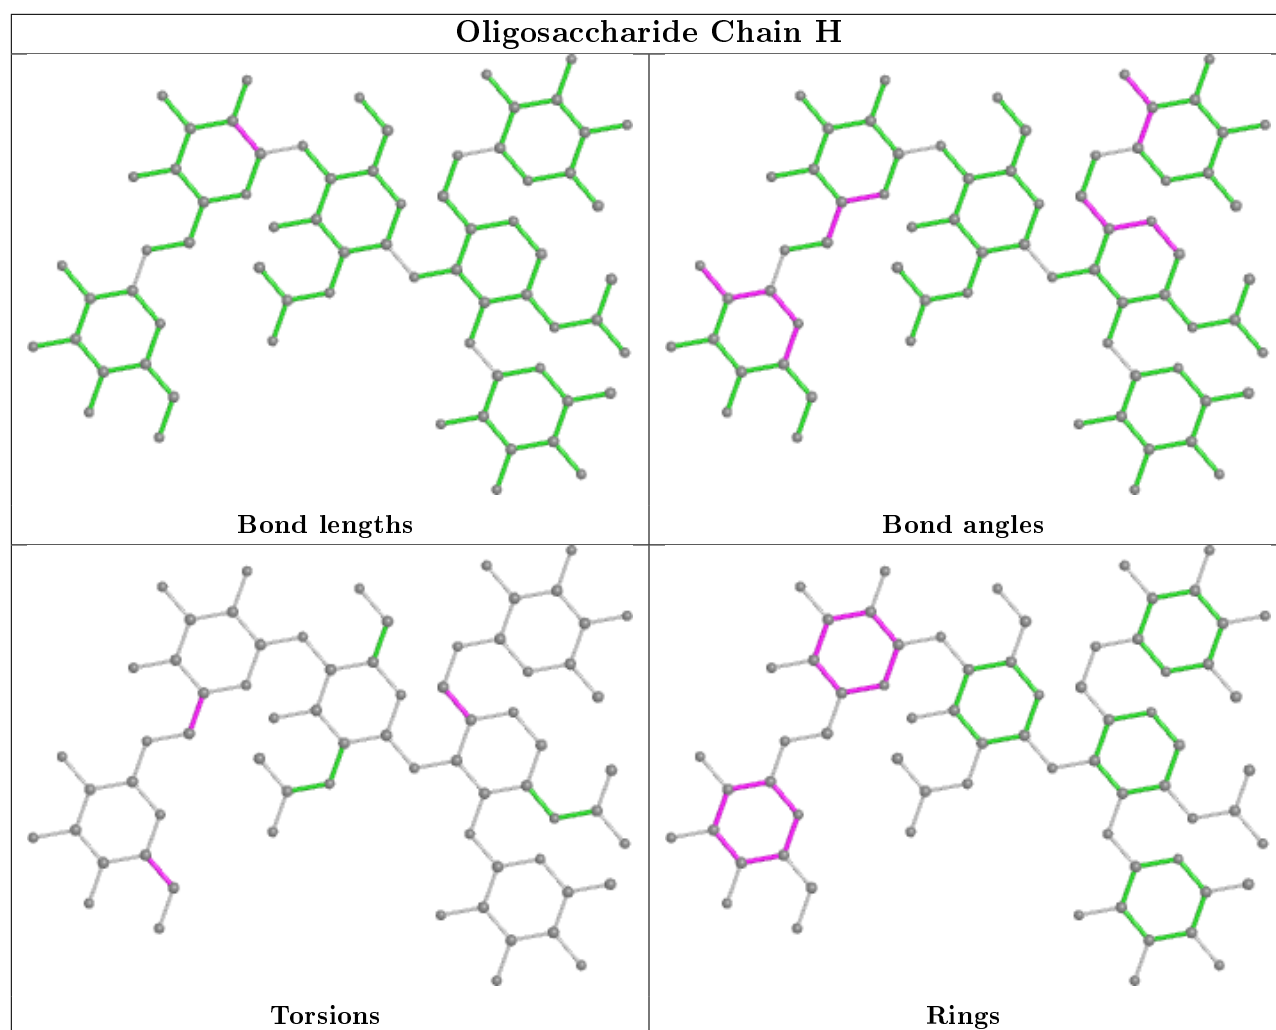 Oligosaccharide Chain H
Bond lengths
Bond angles
Torsions
Rings